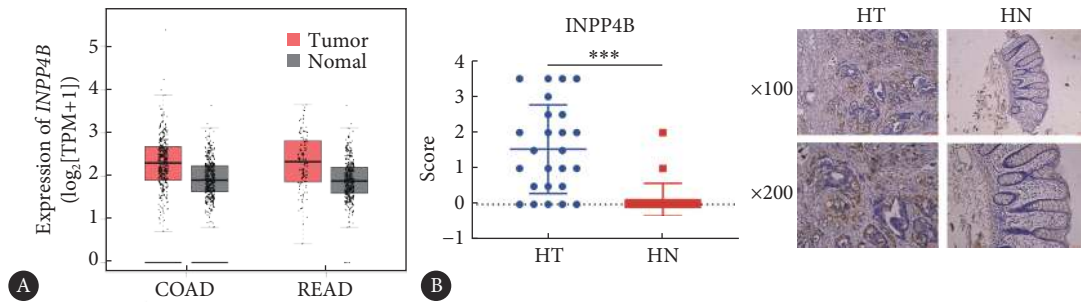 Expression of INPP4B
(log₂[TPM+1])
5
4
3
2
1
0
Tumor
Nomal
COAD
READ
A
INPP4B
***
Score
4
3
2
1
0
−1
HT
HN
B
HT
HN
×100
×200